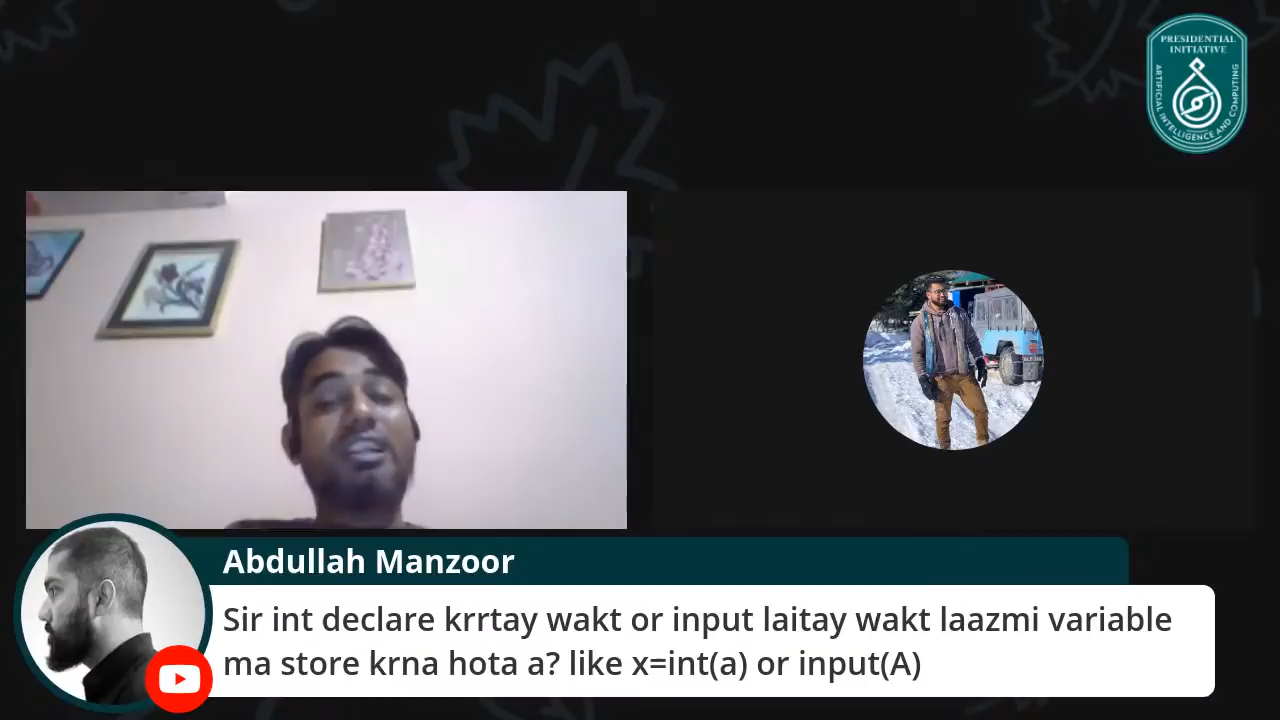 PRESIDENTIAL
INITIATIVE
ARTIFICIAL INTELLIGENCE AND COMPUTING
Abdullah Manzoor
Sir int declare krrtay wakt or input laitay wakt laazmi variable
ma store krna hota a? like x=int(a) or input(A)